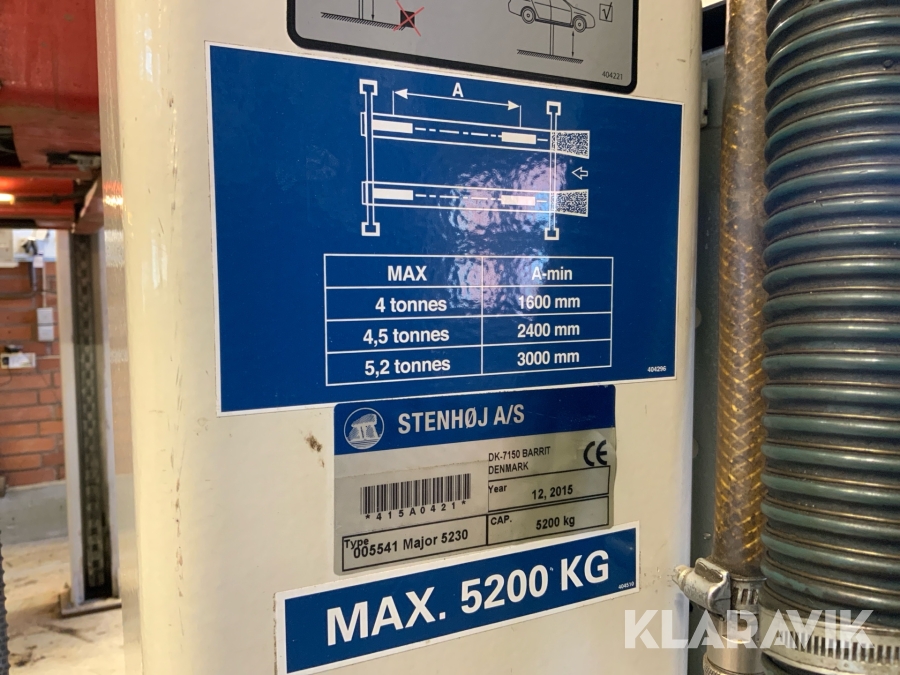 404221
A
MAX A-min
4 tonnes 1600 mm
4,5 tonnes 2400 mm
5,2 tonnes 3000 mm
404296
STENHØJ A/S
DK-7150 BARRIT
DENMARK
CE
*415A0421*
Year 12, 2015
Type 005541 Major 5230
CAP. 5200 kg
MAX. 5200 KG
404510
KLARAVIK